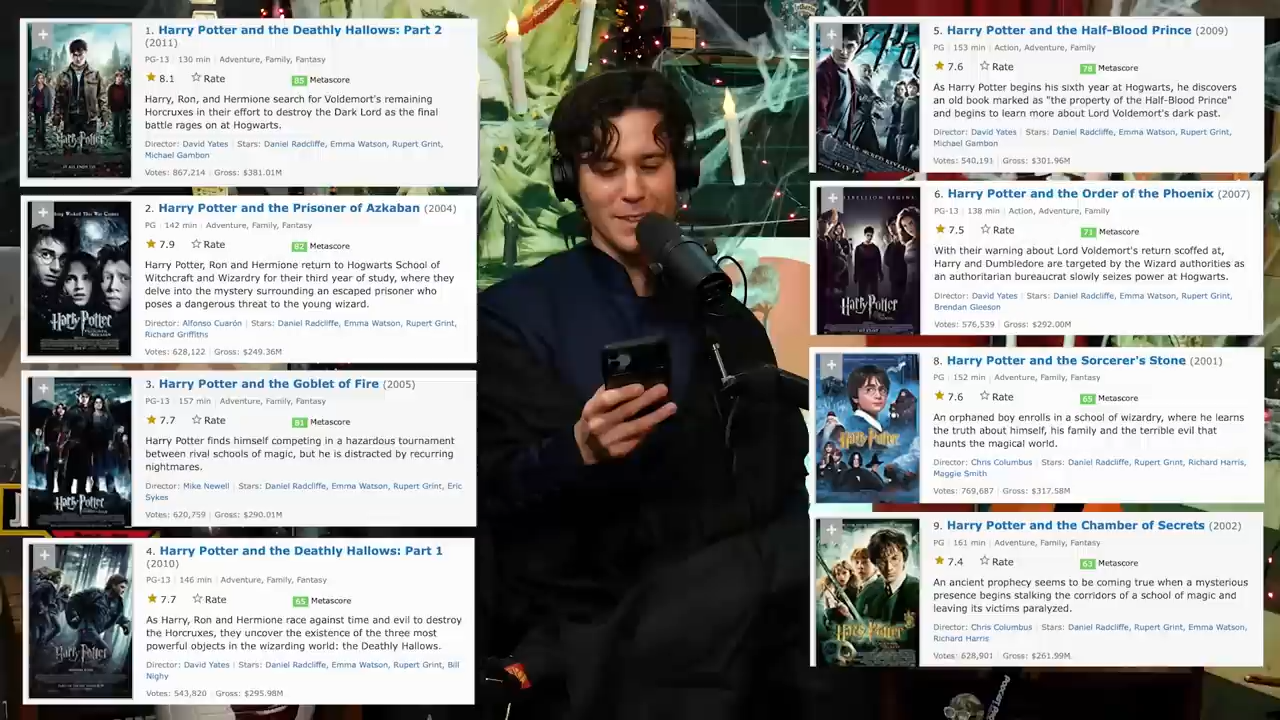 1. Harry Potter and the Deathly Hallows: Part 2
(2011)
PG-13 | 130 min | Adventure, Family, Fantasy
8.1 Rate 85 Metascore
Harry, Ron, and Hermione search for Voldemort's remaining
Horcruxes in their effort to destroy the Dark Lord as the final
battle rages on at Hogwarts.
Director: David Yates | Stars: Daniel Radcliffe, Emma Watson, Rupert Grint,
Michael Gambon
Votes: 867,214 | Gross: $381.01M
2. Harry Potter and the Prisoner of Azkaban (2004)
PG | 142 min | Adventure, Family, Fantasy
7.9 Rate 82 Metascore
Harry Potter, Ron and Hermione return to Hogwarts School of
Witchcraft and Wizardry for their third year of study, where they
delve into the mystery surrounding an escaped prisoner who
poses a dangerous threat to the young wizard.
Director: Alfonso Cuarón | Stars: Daniel Radcliffe, Emma Watson, Rupert Grint,
Richard Griffiths
Votes: 628,122 | Gross: $249.36M
Harry Potter
3. Harry Potter and the Goblet of Fire (2005)
PG-13 | 157 min | Adventure, Family, Fantasy
7.7 Rate 81 Metascore
Harry Potter finds himself competing in a hazardous tournament
between rival schools of magic, but he is distracted by recurring
nightmares.
Director: Mike Newell | Stars: Daniel Radcliffe, Emma Watson, Rupert Grint, Eric
Sykes
Votes: 620,759 | Gross: $290.01M
Harry Potter
4. Harry Potter and the Deathly Hallows: Part 1
(2010)
PG-13 | 146 min | Adventure, Family, Fantasy
7.7 Rate 65 Metascore
As Harry, Ron and Hermione race against time and evil to destroy
the Horcruxes, they uncover the existence of the three most
powerful objects in the wizarding world: the Deathly Hallows.
Director: David Yates | Stars: Daniel Radcliffe, Emma Watson, Rupert Grint, Bill
Nighy
Votes: 543,820 | Gross: $295.98M
5. Harry Potter and the Half-Blood Prince (2009)
PG | 153 min | Action, Adventure, Family
7.6 Rate 78 Metascore
As Harry Potter begins his sixth year at Hogwarts, he discovers
an old book marked as "the property of the Half-Blood Prince"
and begins to learn more about Lord Voldemort's dark past.
Director: David Yates | Stars: Daniel Radcliffe, Emma Watson, Rupert Grint,
Michael Gambon
Votes: 540,191 | Gross: $301.96M
6. Harry Potter and the Order of the Phoenix (2007)
PG-13 | 138 min | Action, Adventure, Family
7.5 Rate 71 Metascore
With their warning about Lord Voldemort's return scoffed at,
Harry and Dumbledore are targeted by the Wizard authorities as
an authoritarian bureaucrat slowly seizes power at Hogwarts.
Director: David Yates | Stars: Daniel Radcliffe, Emma Watson, Rupert Grint,
Brendan Gleeson
Votes: 576,539 | Gross: $292.00M
Harry Potter
8. Harry Potter and the Sorcerer's Stone (2001)
PG | 152 min | Adventure, Family, Fantasy
7.6 Rate 65 Metascore
An orphaned boy enrolls in a school of wizardry, where he learns
the truth about himself, his family and the terrible evil that
haunts the magical world.
Director: Chris Columbus | Stars: Daniel Radcliffe, Rupert Grint, Richard Harris,
Maggie Smith
Votes: 769,687 | Gross: $317.58M
Harry Potter
9. Harry Potter and the Chamber of Secrets (2002)
PG | 161 min | Adventure, Family, Fantasy
7.4 Rate 63 Metascore
An ancient prophecy seems to be coming true when a mysterious
presence begins stalking the corridors of a school of magic and
leaving its victims paralyzed.
Director: Chris Columbus | Stars: Daniel Radcliffe, Rupert Grint, Emma Watson,
Richard Harris
Votes: 628,901 | Gross: $261.99M
Harry Potter